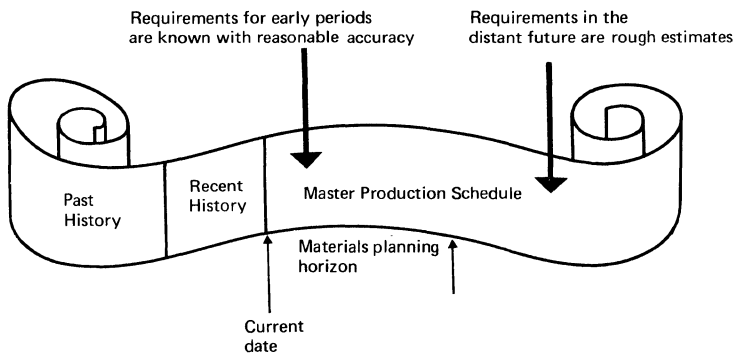 Requirements for early periods
are known with reasonable accuracy
Requirements in the
distant future are rough estimates
Past
History
Recent
History
Master Production Schedule
Materials planning
horizon
Current
date